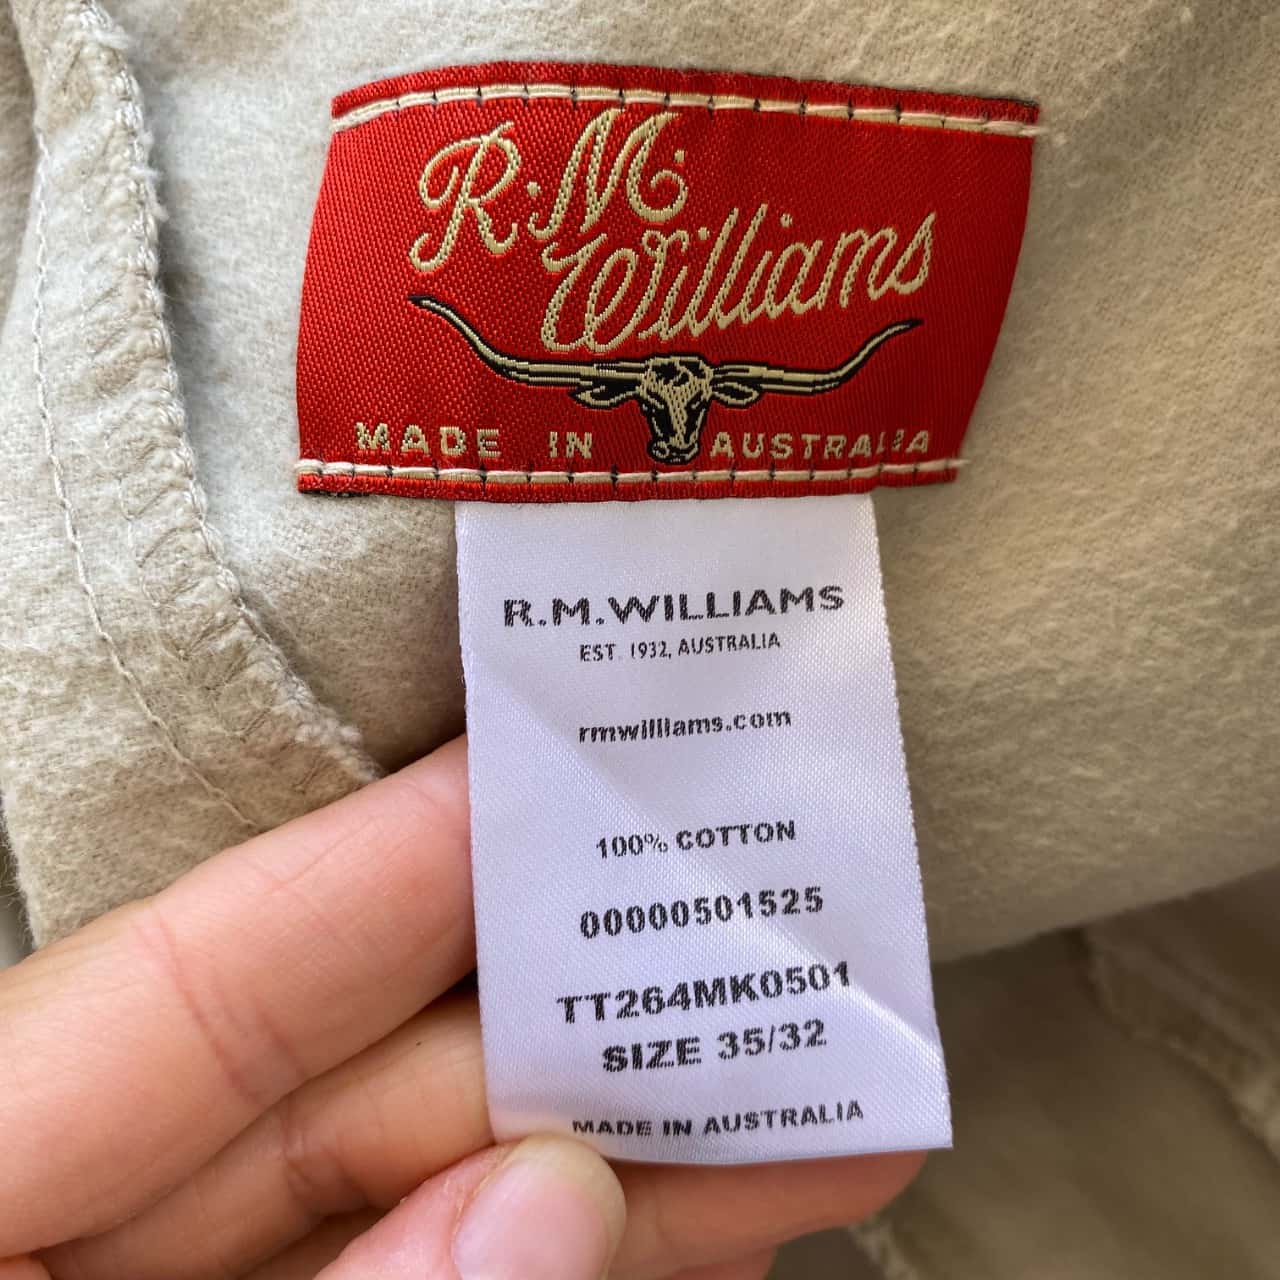 R.M.
Williams
MADE IN AUSTRALIA
R.M.WILLIAMS
EST. 1932, AUSTRALIA
rmwilliams.com
100% COTTON
00000501525
TT264MK0501
SIZE 35/32
MADE IN AUSTRALIA